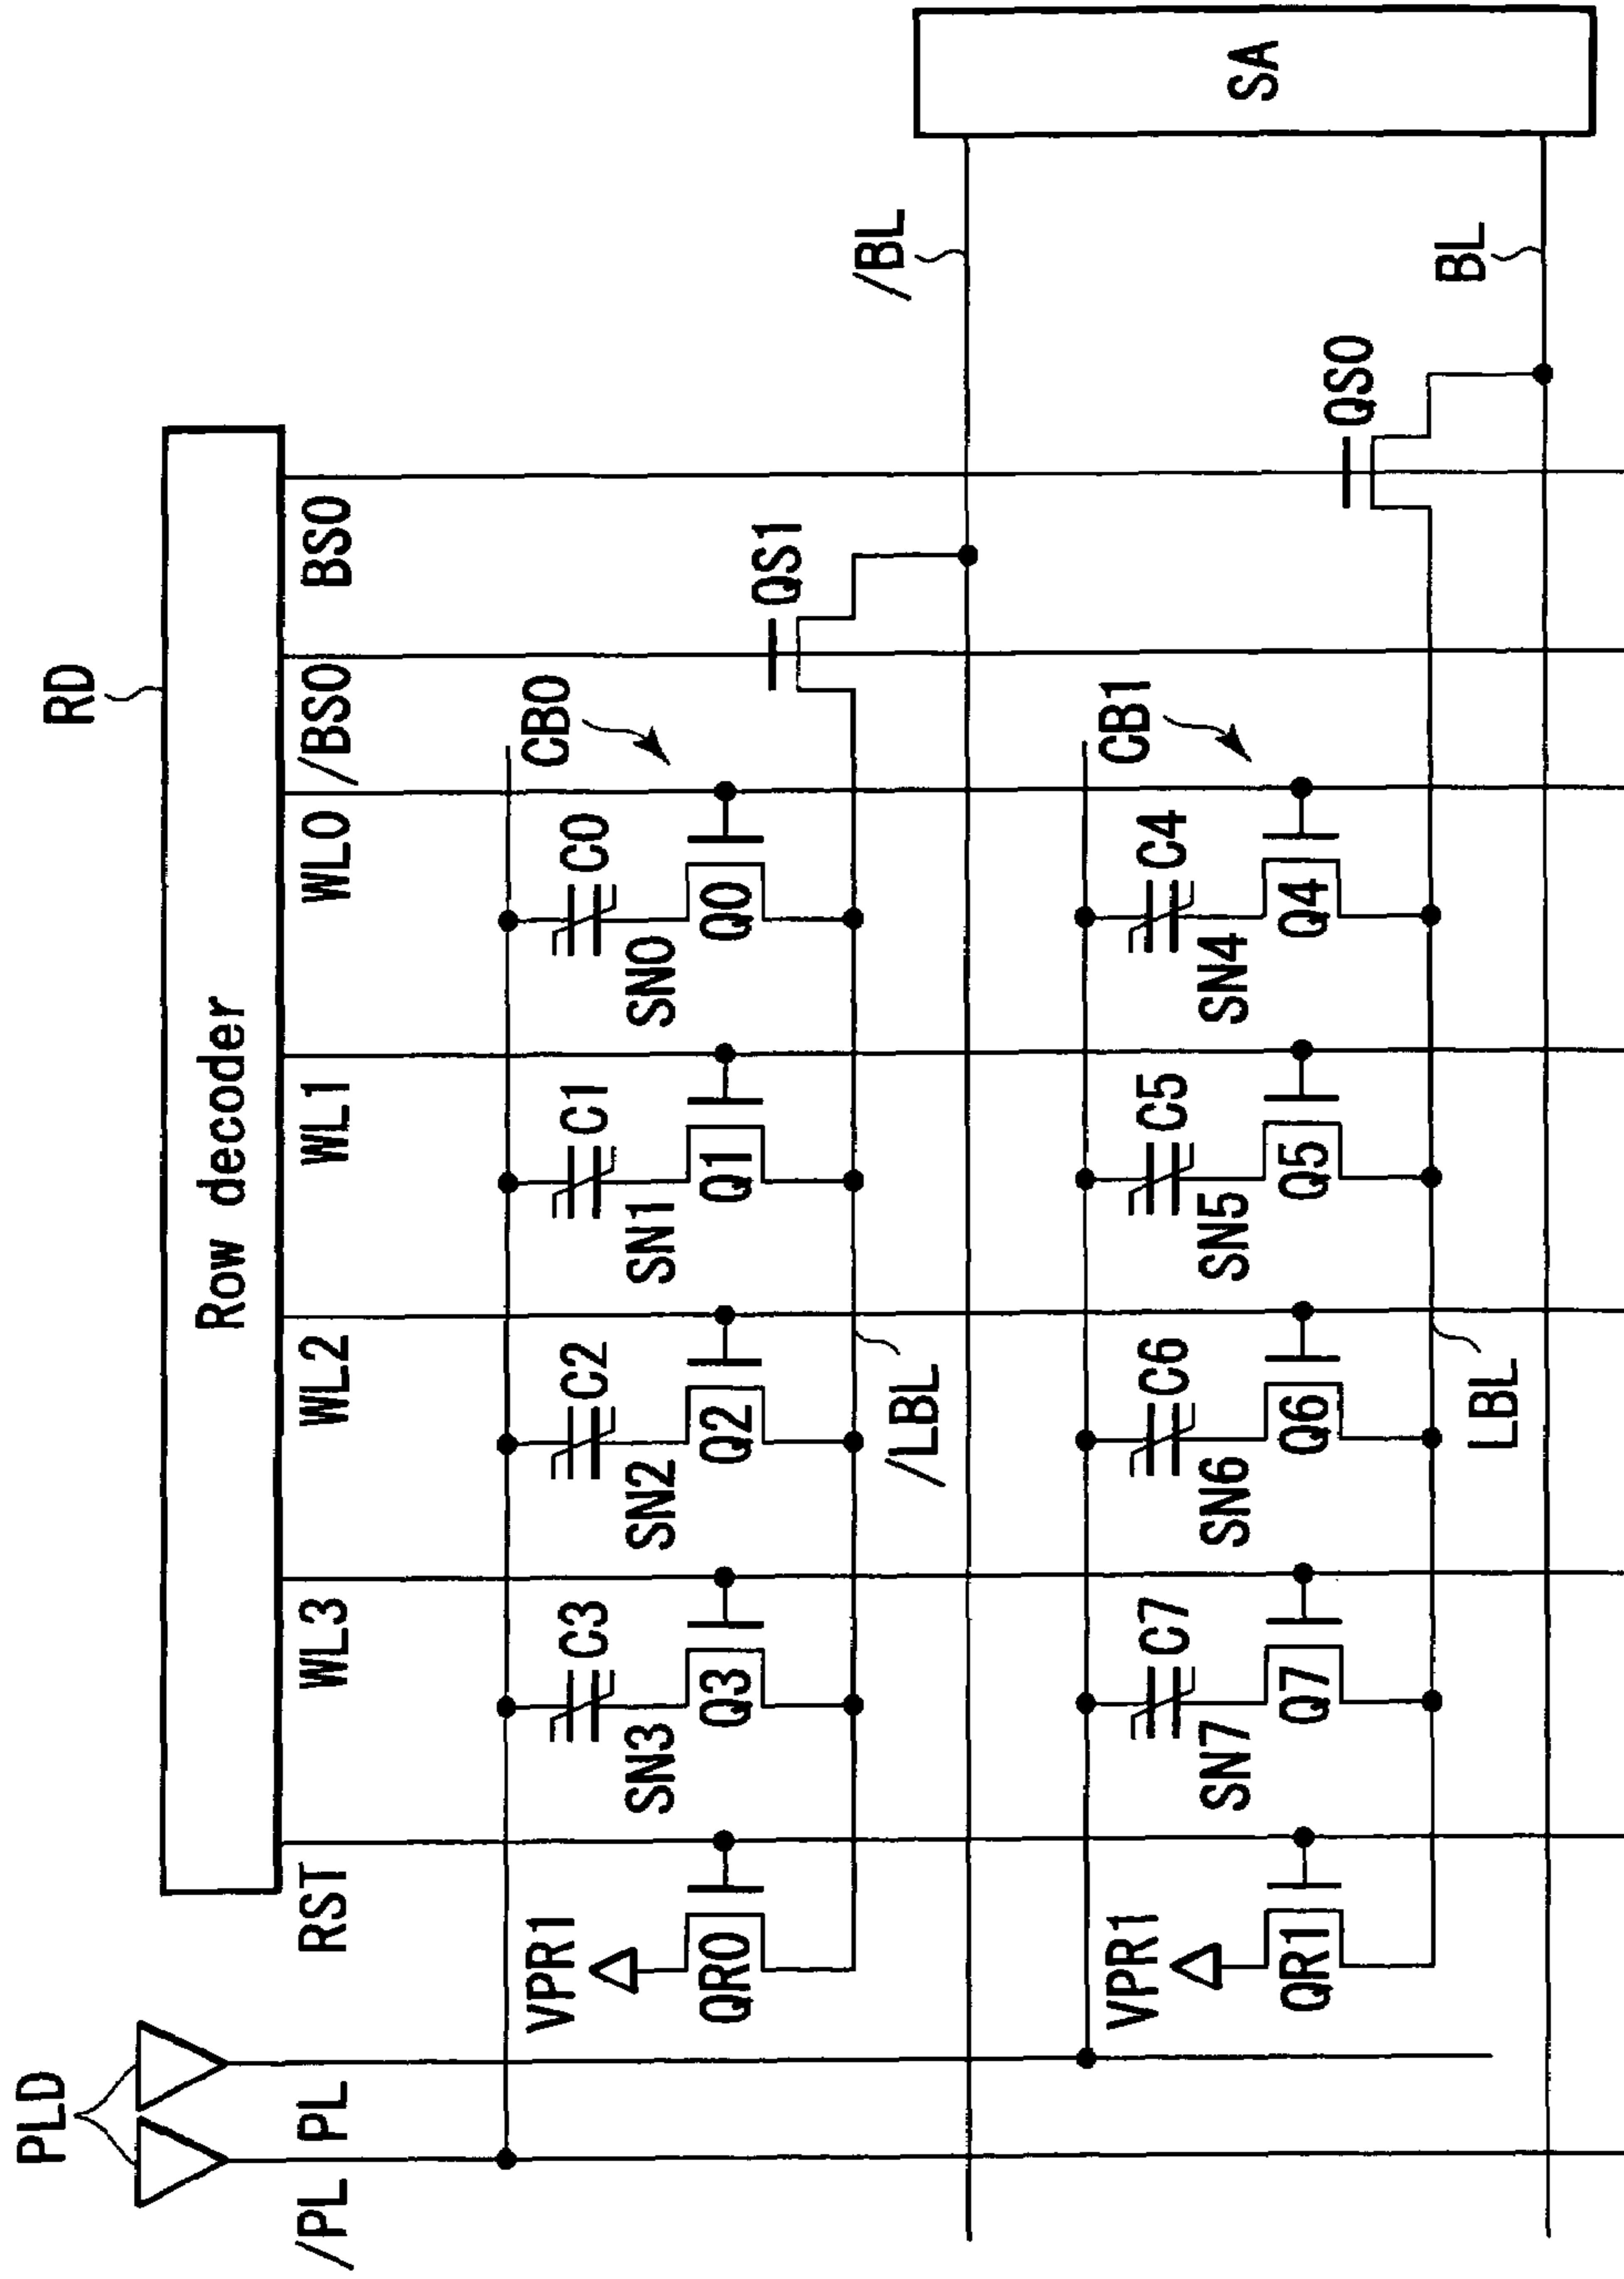 PLD
RD
Row decoder
/PL
PL
RST
WL3
WL2
WL1
WL0
/BS0
BS0
VPR1
C3
C2
C1
C0
CB0
SN3
SN2
SN1
SN0
QR0
Q3
Q2
Q1
Q0
QS1
/LBL
/BL
VPR1
C7
C6
C5
C4
CB1
SN7
SN6
SN5
SN4
QR1
Q7
Q6
Q5
Q4
QS0
LBL
BL
SA